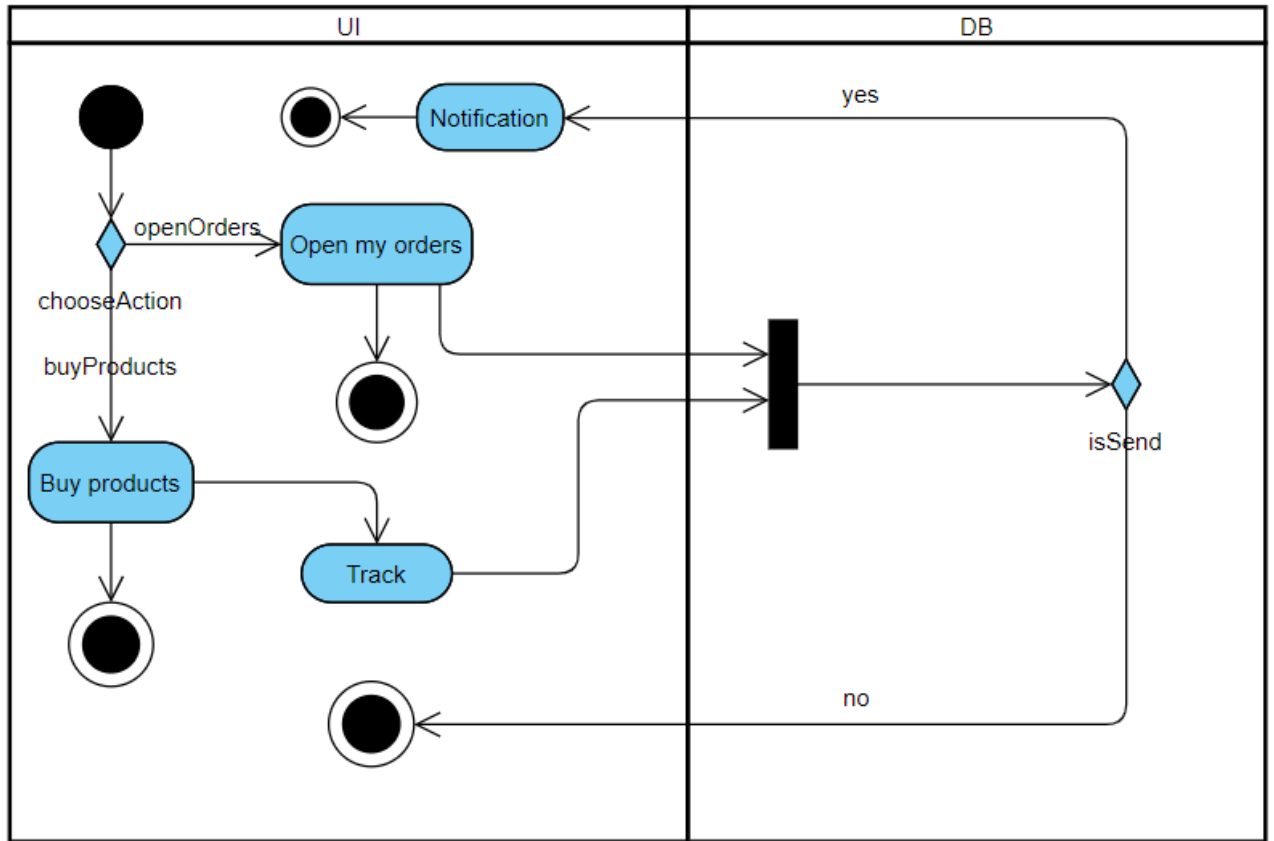 UI
DB
yes
Notification
openOrders
Open my orders
chooseAction
buyProducts
isSend
Buy products
Track
no